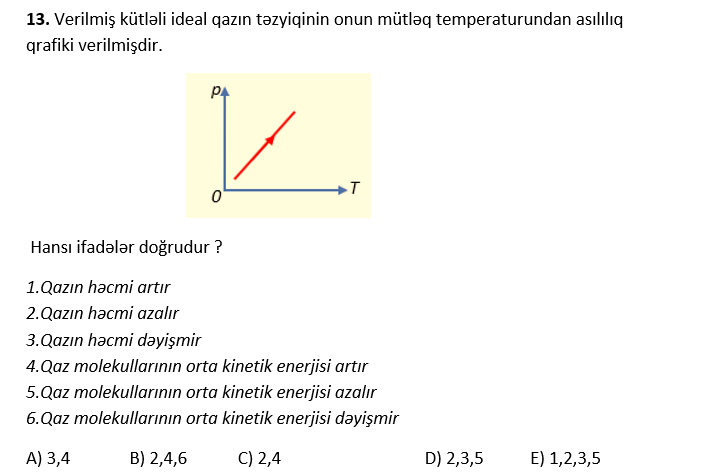 13. Verilmiş kütləli ideal qazın təzyiqinin onun mütləq temperaturundan asılılıq
qrafiki verilmişdir.
P
O
T
Hansı ifadələr doğrudur ?
1.Qazın həcmi artır
2.Qazın həcmi azalır
3.Qazın həcmi dəyişmir
4.Qaz molekullarının orta kinetik enerjisi artır
5.Qaz molekullarının orta kinetik enerjisi azalır
6.Qaz molekullarının orta kinetik enerjisi dəyişmir
A) 3,4 B) 2,4,6 C) 2,4 D) 2,3,5 E) 1,2,3,5